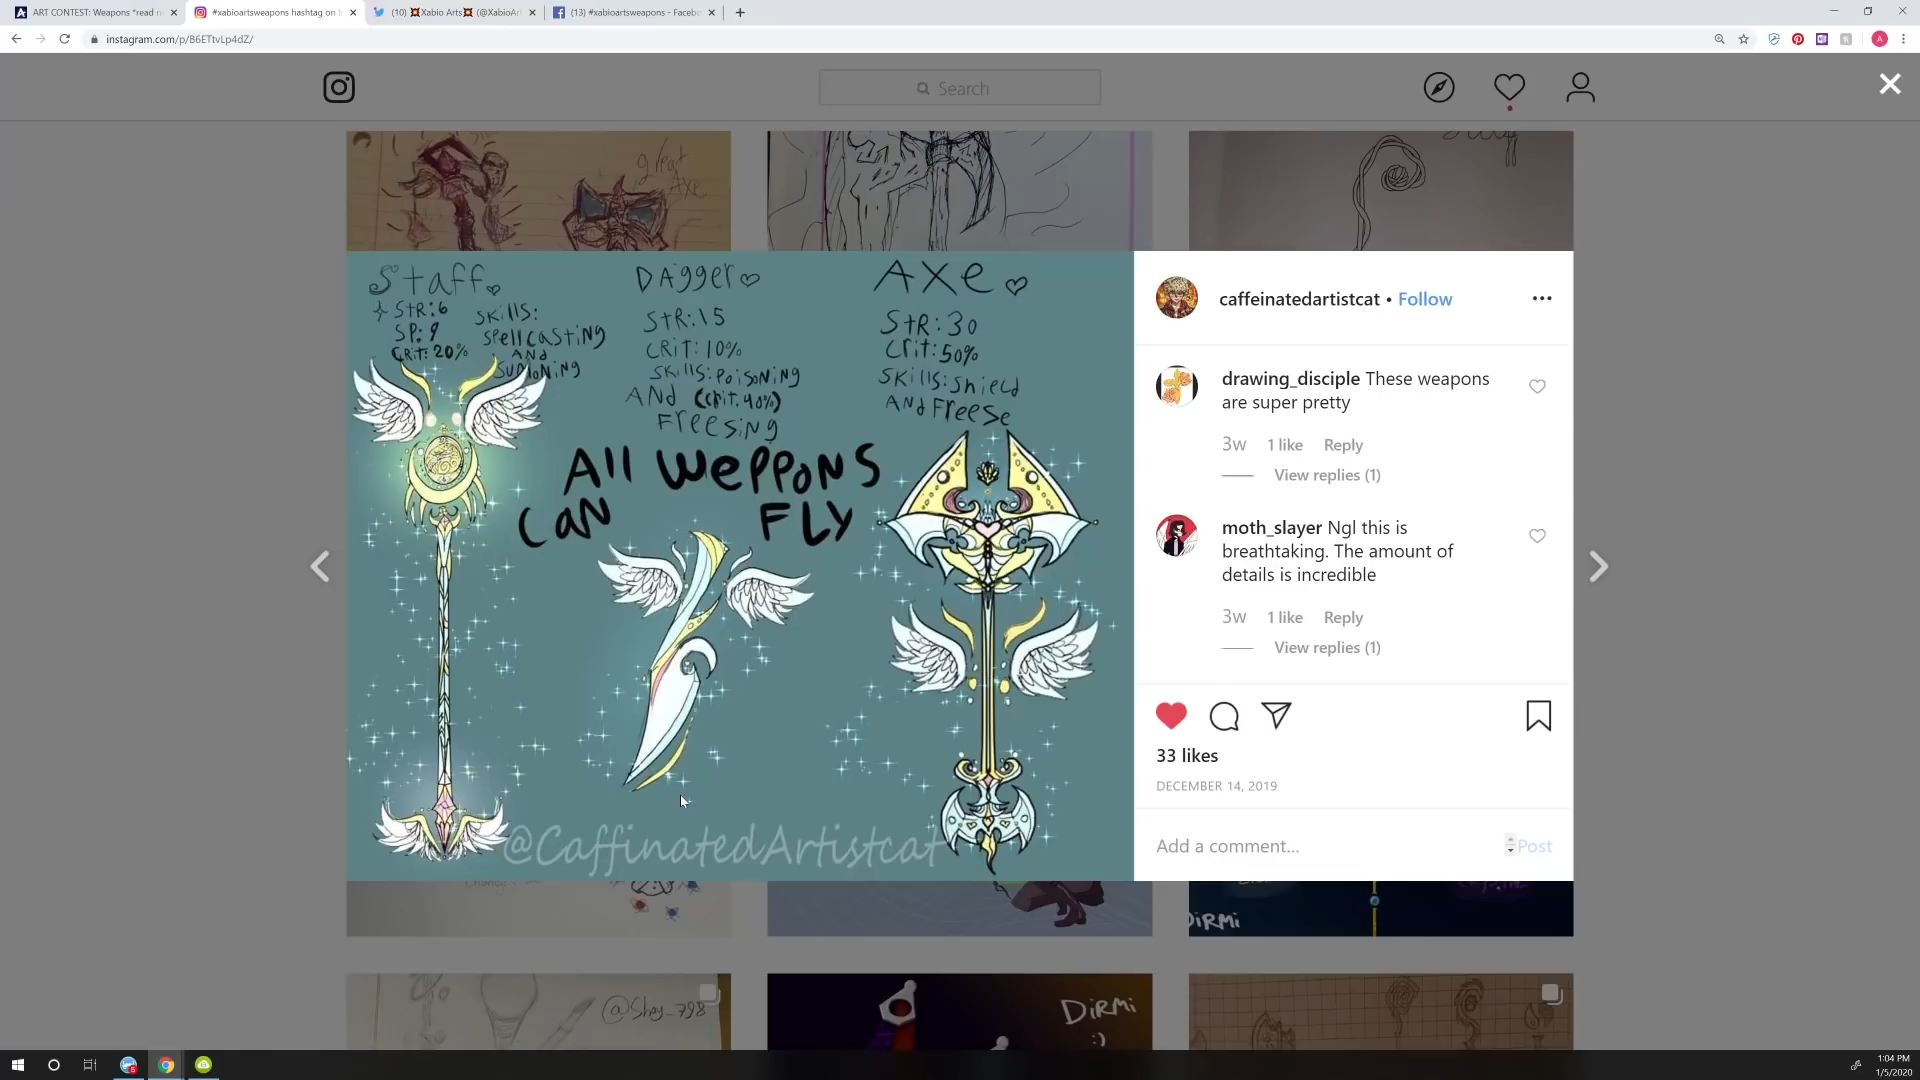 ART CONTEST: Weapons *read n
#xabioartsweapons hashtag on I
(10) 💥Xabio Arts💥 (@XabioAr
(13) #xabioartsweapons - Facebo
instagram.com/p/B6ETtvLp4dZ/
A
Search
great
Axe
Staff
STR:6
SP:9
CRIT: 20%
SKills:
SpellcastiNg
AND
SUMoNiNg
DAgger
STR:15
CRIT: 10%
SKills: PoisoNiNg
AND (Crit.40%)
FreesiNg
AXe
STR:30
Crit:50%
SKills: Shield
AND Freese
All WePPoNS
CAN FLY
@CaffinatedArtistcat
caffeinatedartistcat • Follow
drawing_disciple These weapons
are super pretty
3w 1 like Reply
View replies (1)
moth_slayer Ngl this is
breathtaking. The amount of
details is incredible
3w 1 like Reply
View replies (1)
33 likes
DECEMBER 14, 2019
Add a comment...
Post
DiRMi
@Shay_798
DiRMi
:)
1:04 PM
1/5/2020